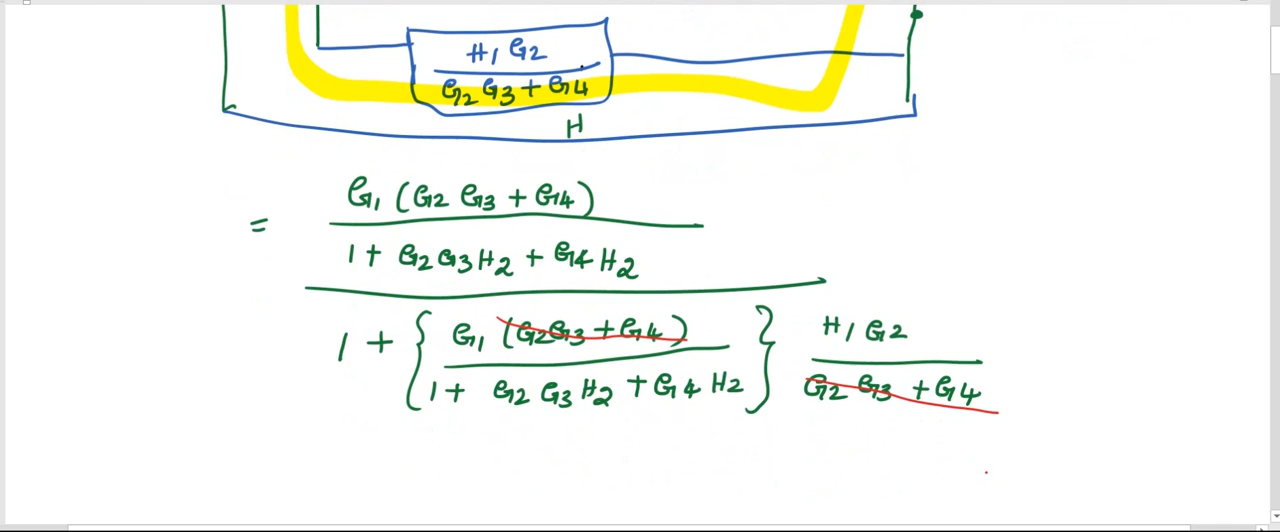 H1 G2
G2 G3 + G4
H
G1 (G2 G3 + G4)
=
1 + G2 G3 H2 + G4 H2
1 + { G1 (G2 G3 + G4) } H1 G2
1 + G2 G3 H2 + G4 H2 G2 G3 + G4